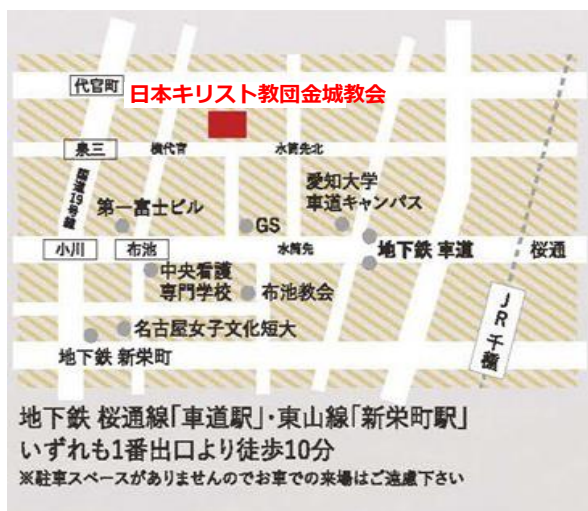 代官町
日本キリスト教団金城教会
泉三
横代官
水筒先北
国道19号線
第一富士ビル
愛知大学
車道キャンパス
GS
小川
布池
水筒先
地下鉄 車道
桜通
中央看護
専門学校
布池教会
JR 千種
名古屋女子文化短大
地下鉄 新栄町
地下鉄 桜通線「車道駅」・東山線「新栄町駅」
いずれも1番出口より徒歩10分
※駐車スペースがありませんのでお車での来場はご遠慮下さい